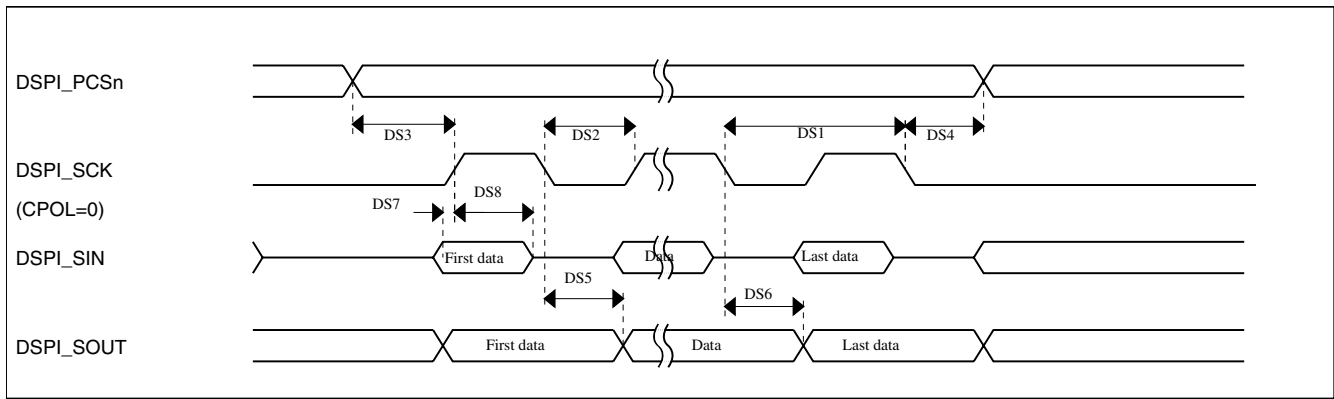 DSPI_PCSn
DS3
DS2
DS1
DS4
DSPI_SCK
(CPOL=0)
DS7
DS8
DSPI_SIN
First data
Data
Last data
DS5
DS6
DSPI_SOUT
First data
Data
Last data